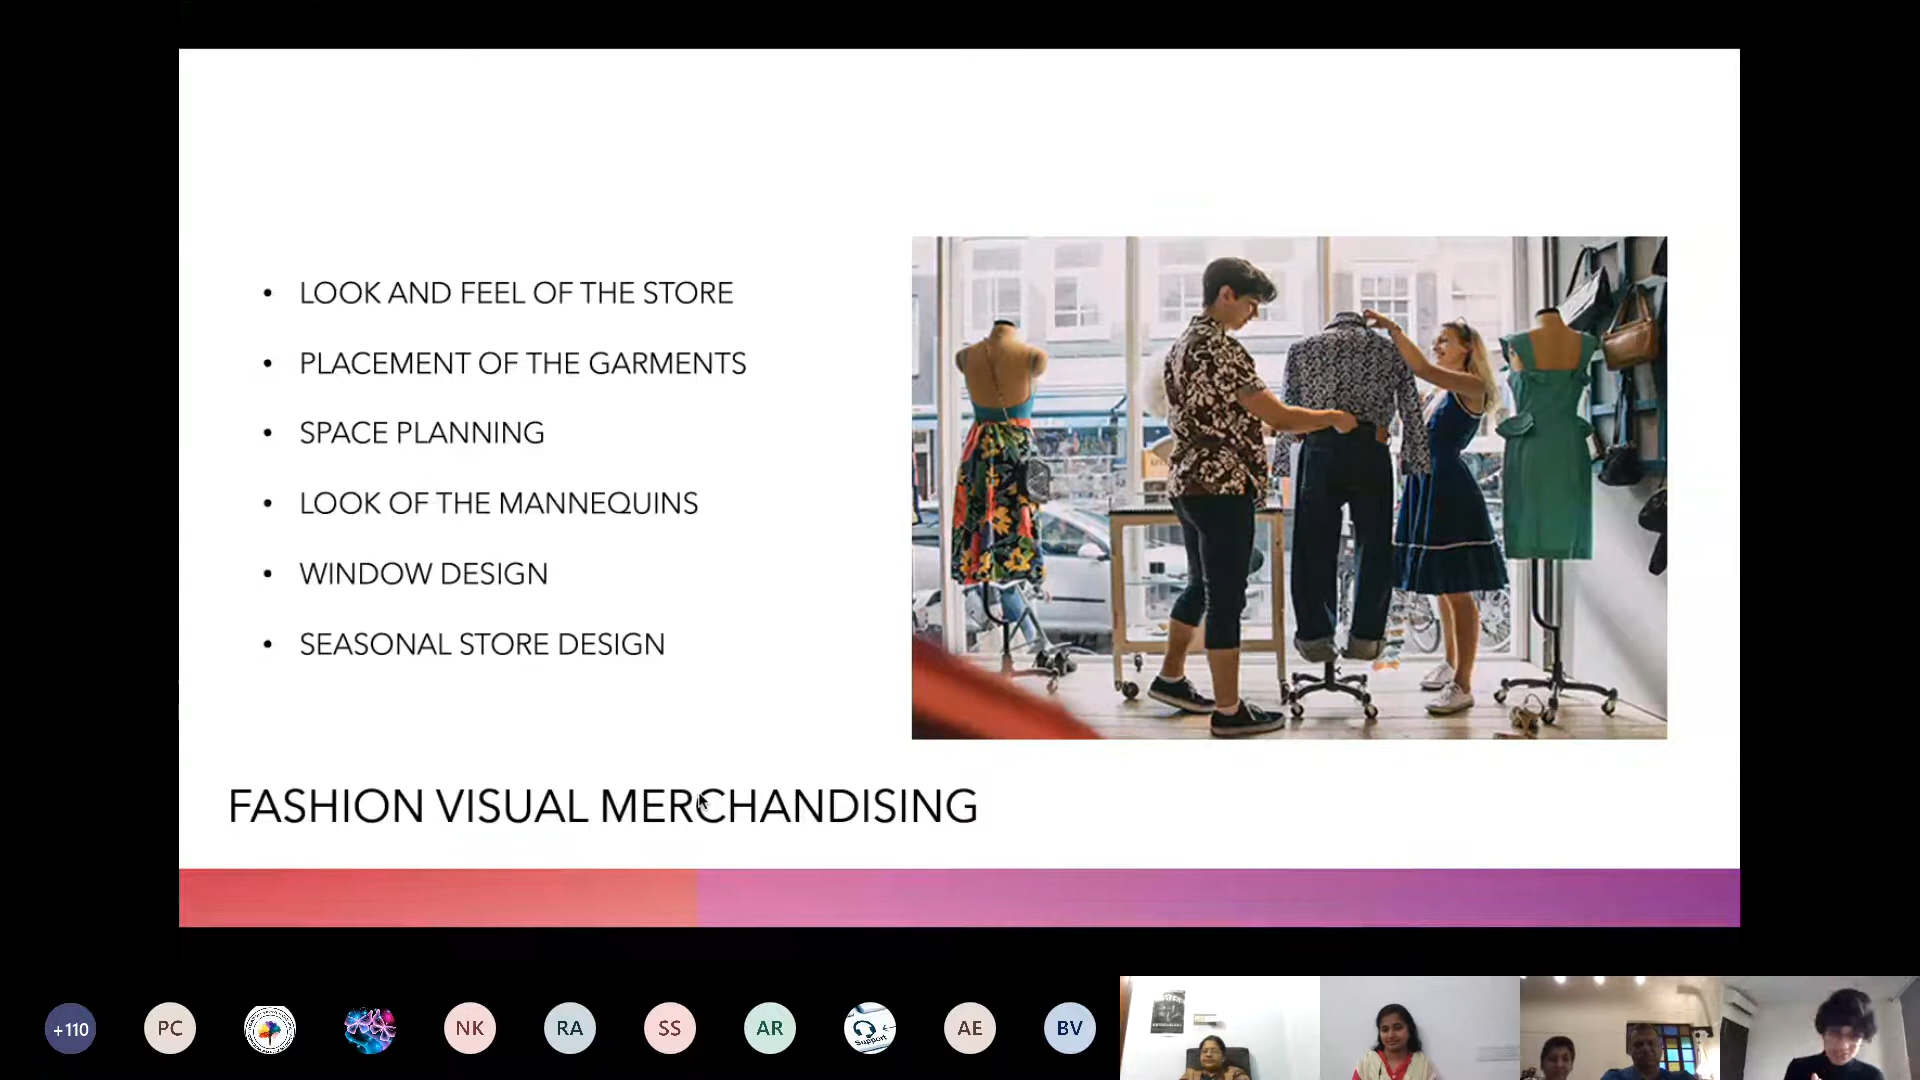 • LOOK AND FEEL OF THE STORE
• PLACEMENT OF THE GARMENTS
• SPACE PLANNING
• LOOK OF THE MANNEQUINS
• WINDOW DESIGN
• SEASONAL STORE DESIGN
FASHION VISUAL MERCHANDISING
+110
PC
NK
RA
SS
AR
Support
AE
BV